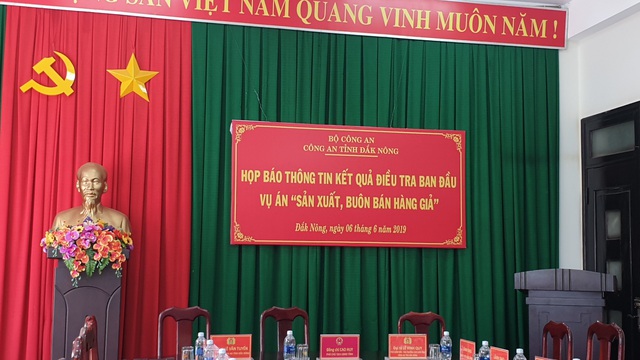 SẢN VIỆT NAM QUANG VINH MUÔN NĂM !
BỘ CÔNG AN
CÔNG AN TỈNH ĐẮK NÔNG
HỌP BÁO THÔNG TIN KẾT QUẢ ĐIỀU TRA BAN ĐẦU
VỤ ÁN “SẢN XUẤT, BUÔN BÁN HÀNG GIẢ”
Đắk Nông, ngày 06 tháng 6 năm 2019